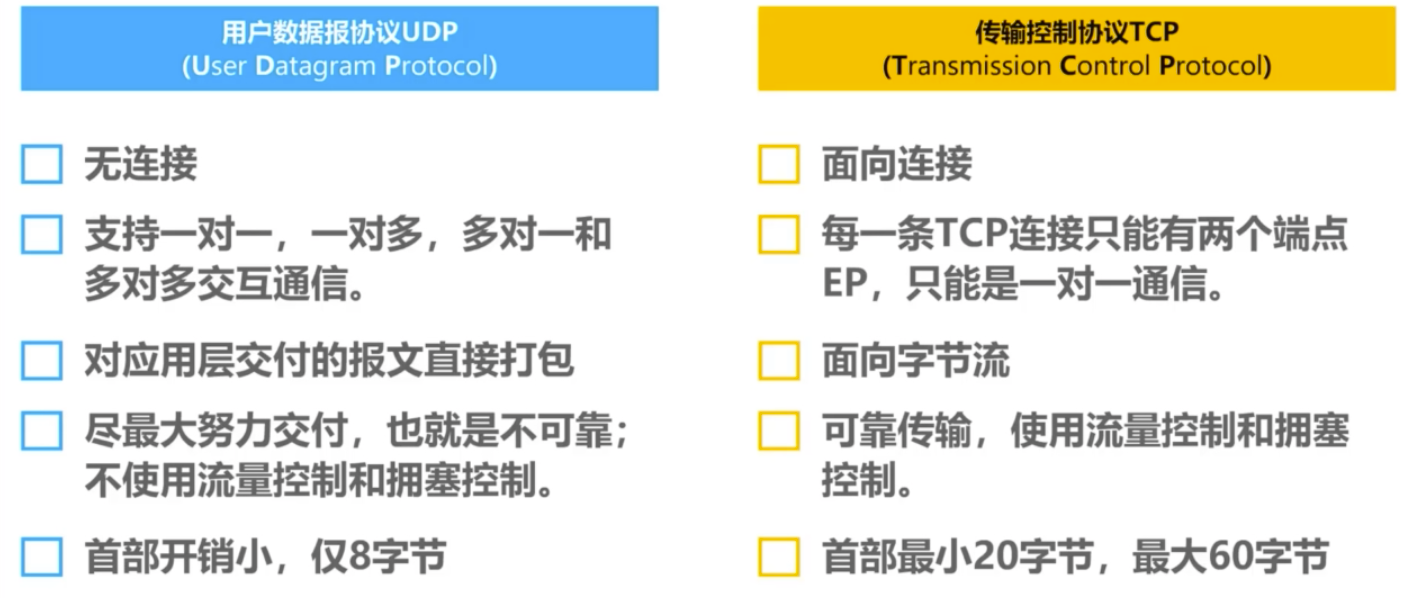 用户数据报协议UDP
(User Datagram Protocol)
无连接
支持一对一，一对多，多对一和
多对多交互通信。
对应用层交付的报文直接打包
尽最大努力交付，也就是不可靠；
不使用流量控制和拥塞控制。
首部开销小，仅8字节
传输控制协议TCP
(Transmission Control Protocol)
面向连接
每一条TCP连接只能有两个端点
EP，只能是一对一通信。
面向字节流
可靠传输，使用流量控制和拥塞
控制。
首部最小20字节，最大60字节